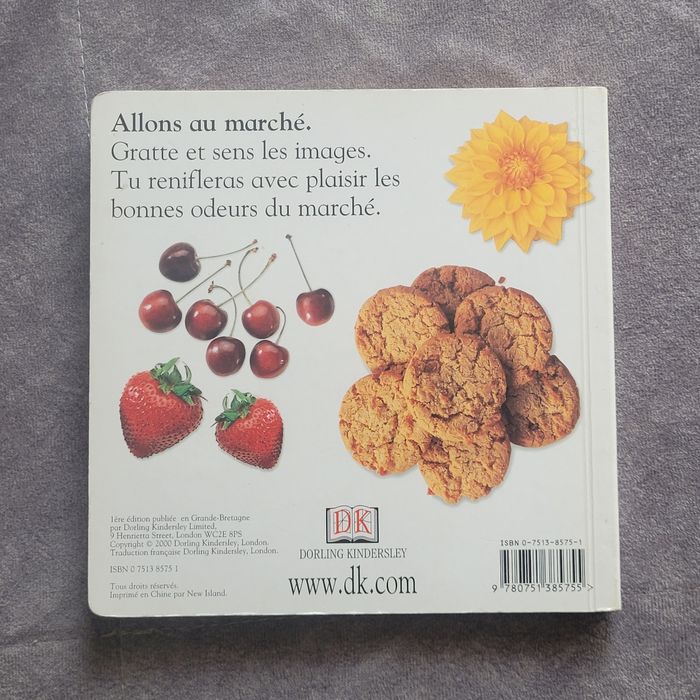 Allons au marché.
Gratte et sens les images.
Tu renifleras avec plaisir les
bonnes odeurs du marché.
1ère édition publiée en Grande-Bretagne
par Dorling Kindersley Limited,
9 Henrietta Street, London WC2E 8PS
Copyright © 2000 Dorling Kindersley, London.
Traduction française Dorling Kindersley, London.
ISBN 0 7513 8575 1
Tous droits réservés.
Imprimé en Chine par New Island.
DK
DORLING KINDERSLEY
www.dk.com
ISBN 0-7513-8575-1
9 780751 385755 >